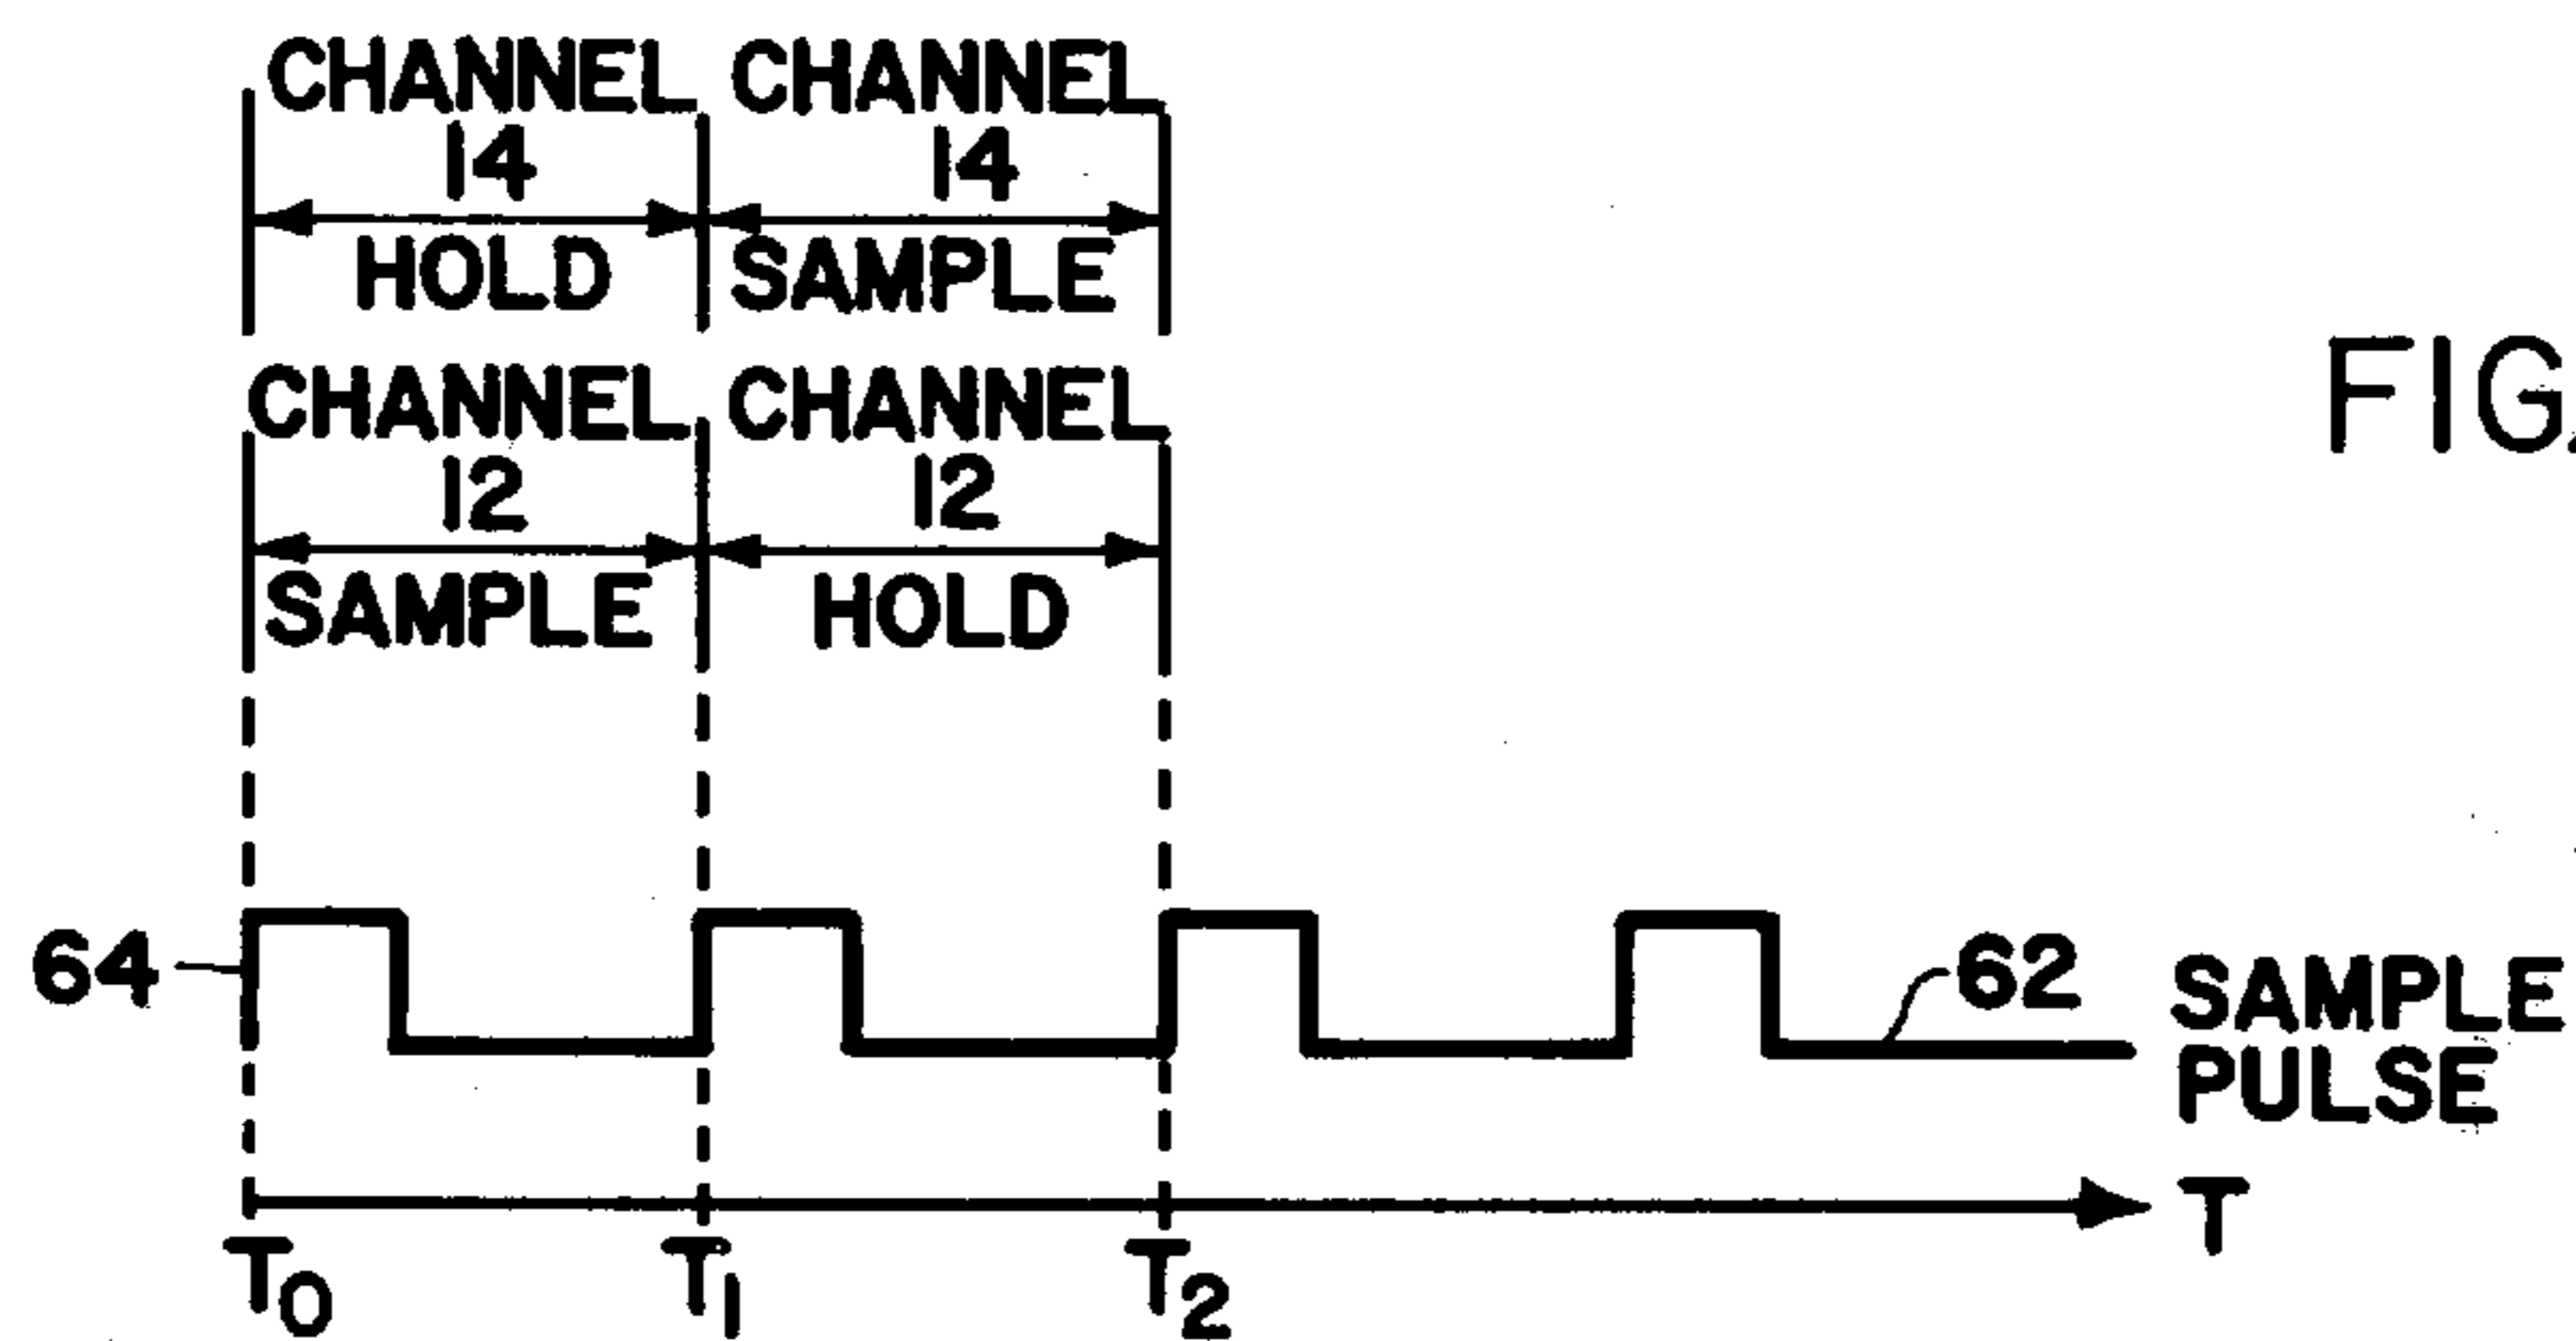 CHANNEL CHANNEL
14 14
HOLD SAMPLE
FIG.
CHANNEL CHANNEL
12 12
SAMPLE HOLD
64
62
SAMPLE
PULSE
T
T0 T1 T2